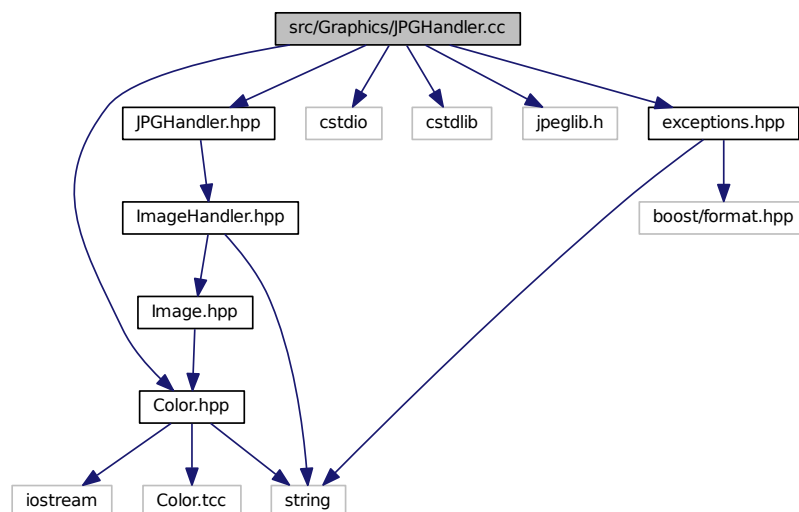 src/Graphics/JPGHandler.cc
JPGHandler.hpp
cstdio
cstdlib
jpeglib.h
exceptions.hpp
ImageHandler.hpp
boost/format.hpp
Image.hpp
Color.hpp
iostream
Color.tcc
string